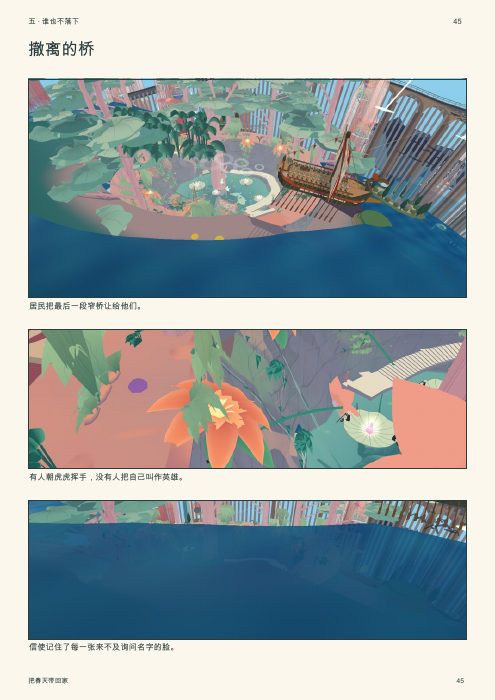 五 · 谁也不落下
45
撤离的桥
居民把最后一段窄桥让给他们。
有人朝虎虎挥手，没有人把自己叫作英雄。
信使记住了每一张来不及询问名字的脸。
把春天带回家
45